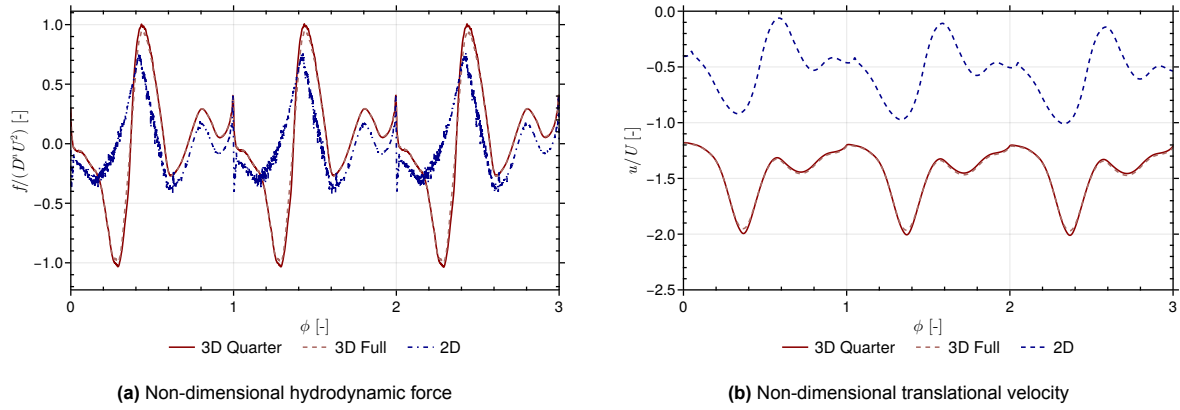 1.0
0.5
0.0
−0.5
−1.0
f/(DⁿU²) [-]
0
1
2
3
ϕ [-]
3D Quarter 3D Full 2D
(a) Non-dimensional hydrodynamic force
0.0
−0.5
−1.0
−1.5
−2.0
−2.5
u/U [-]
0
1
2
3
ϕ [-]
3D Quarter 3D Full 2D
(b) Non-dimensional translational velocity